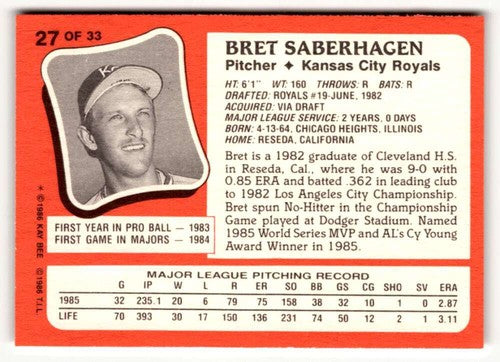 27 OF 33
BRET SABERHAGEN
Pitcher ✦ Kansas City Royals
HT: 6'1" WT: 160 THROWS: R BATS: R
DRAFTED: ROYALS #19-JUNE, 1982
ACQUIRED: VIA DRAFT
MAJOR LEAGUE SERVICE: 2 YEARS, 0 DAYS
BORN: 4-13-64, CHICAGO HEIGHTS, ILLINOIS
HOME: RESEDA, CALIFORNIA
Bret is a 1982 graduate of Cleveland H.S.
in Reseda, Cal., where he was 9-0 with
0.85 ERA and batted .362 in leading club
to 1982 Los Angeles City Championship.
Bret spun No-Hitter in the Championship
Game played at Dodger Stadium. Named
1985 World Series MVP and AL's Cy Young
Award Winner in 1985.
FIRST YEAR IN PRO BALL — 1983
FIRST GAME IN MAJORS — 1984
* ©1986 KAY BEE
©1986 T.L.
MAJOR LEAGUE PITCHING RECORD
G IP W L R ER SO BB GS CG SHO SV ERA
1985 32 235.1 20 6 79 75 158 38 32 10 1 0 2.87
LIFE 70 393 30 17 150 136 231 74 50 12 2 1 3.11